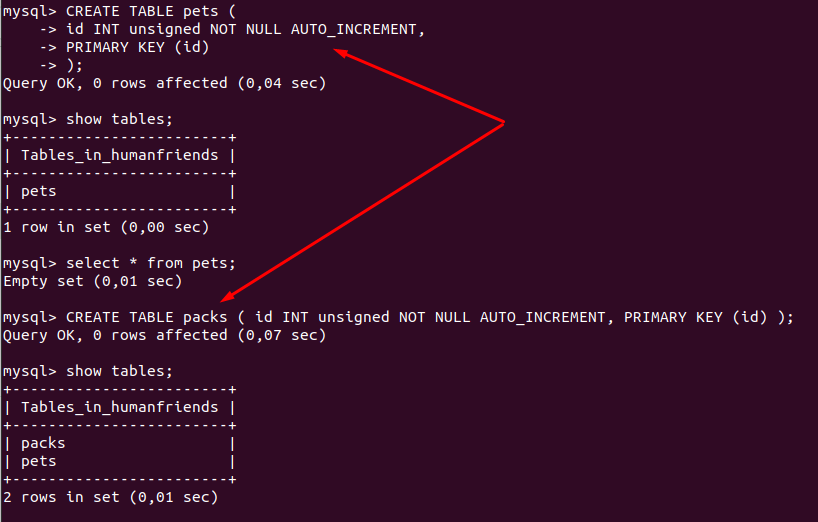 mysql> CREATE TABLE pets (
    -> id INT unsigned NOT NULL AUTO_INCREMENT,
    -> PRIMARY KEY (id)
    -> );
Query OK, 0 rows affected (0,04 sec)

mysql> show tables;
+------------------------+
| Tables_in_humanfriends |
+------------------------+
| pets                   |
+------------------------+
1 row in set (0,00 sec)

mysql> select * from pets;
Empty set (0,01 sec)

mysql> CREATE TABLE packs ( id INT unsigned NOT NULL AUTO_INCREMENT, PRIMARY KEY (id) );
Query OK, 0 rows affected (0,07 sec)

mysql> show tables;
+------------------------+
| Tables_in_humanfriends |
+------------------------+
| packs                  |
| pets                   |
+------------------------+
2 rows in set (0,01 sec)